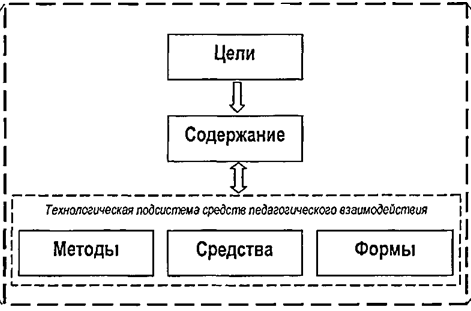 Цели
Содержание
Технологическая подсистема средств педагогического взаимодействия
Методы
Средства
Формы